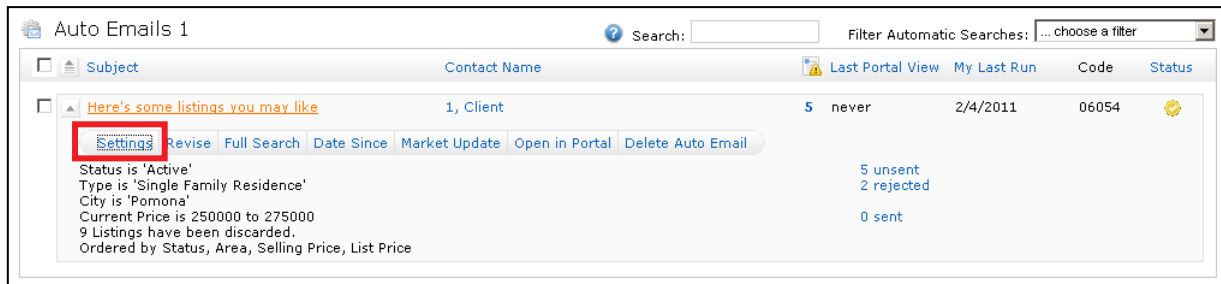 Auto Emails 1 Search: Filter Automatic Searches: ... choose a filter
Subject Contact Name Last Portal View My Last Run Code Status
Here's some listings you may like 1, Client 5 never 2/4/2011 06054
Settings Revise Full Search Date Since Market Update Open in Portal Delete Auto Email
Status is 'Active' 5 unsent
Type is 'Single Family Residence' 2 rejected
City is 'Pomona'
Current Price is 250000 to 275000 0 sent
9 Listings have been discarded.
Ordered by Status, Area, Selling Price, List Price